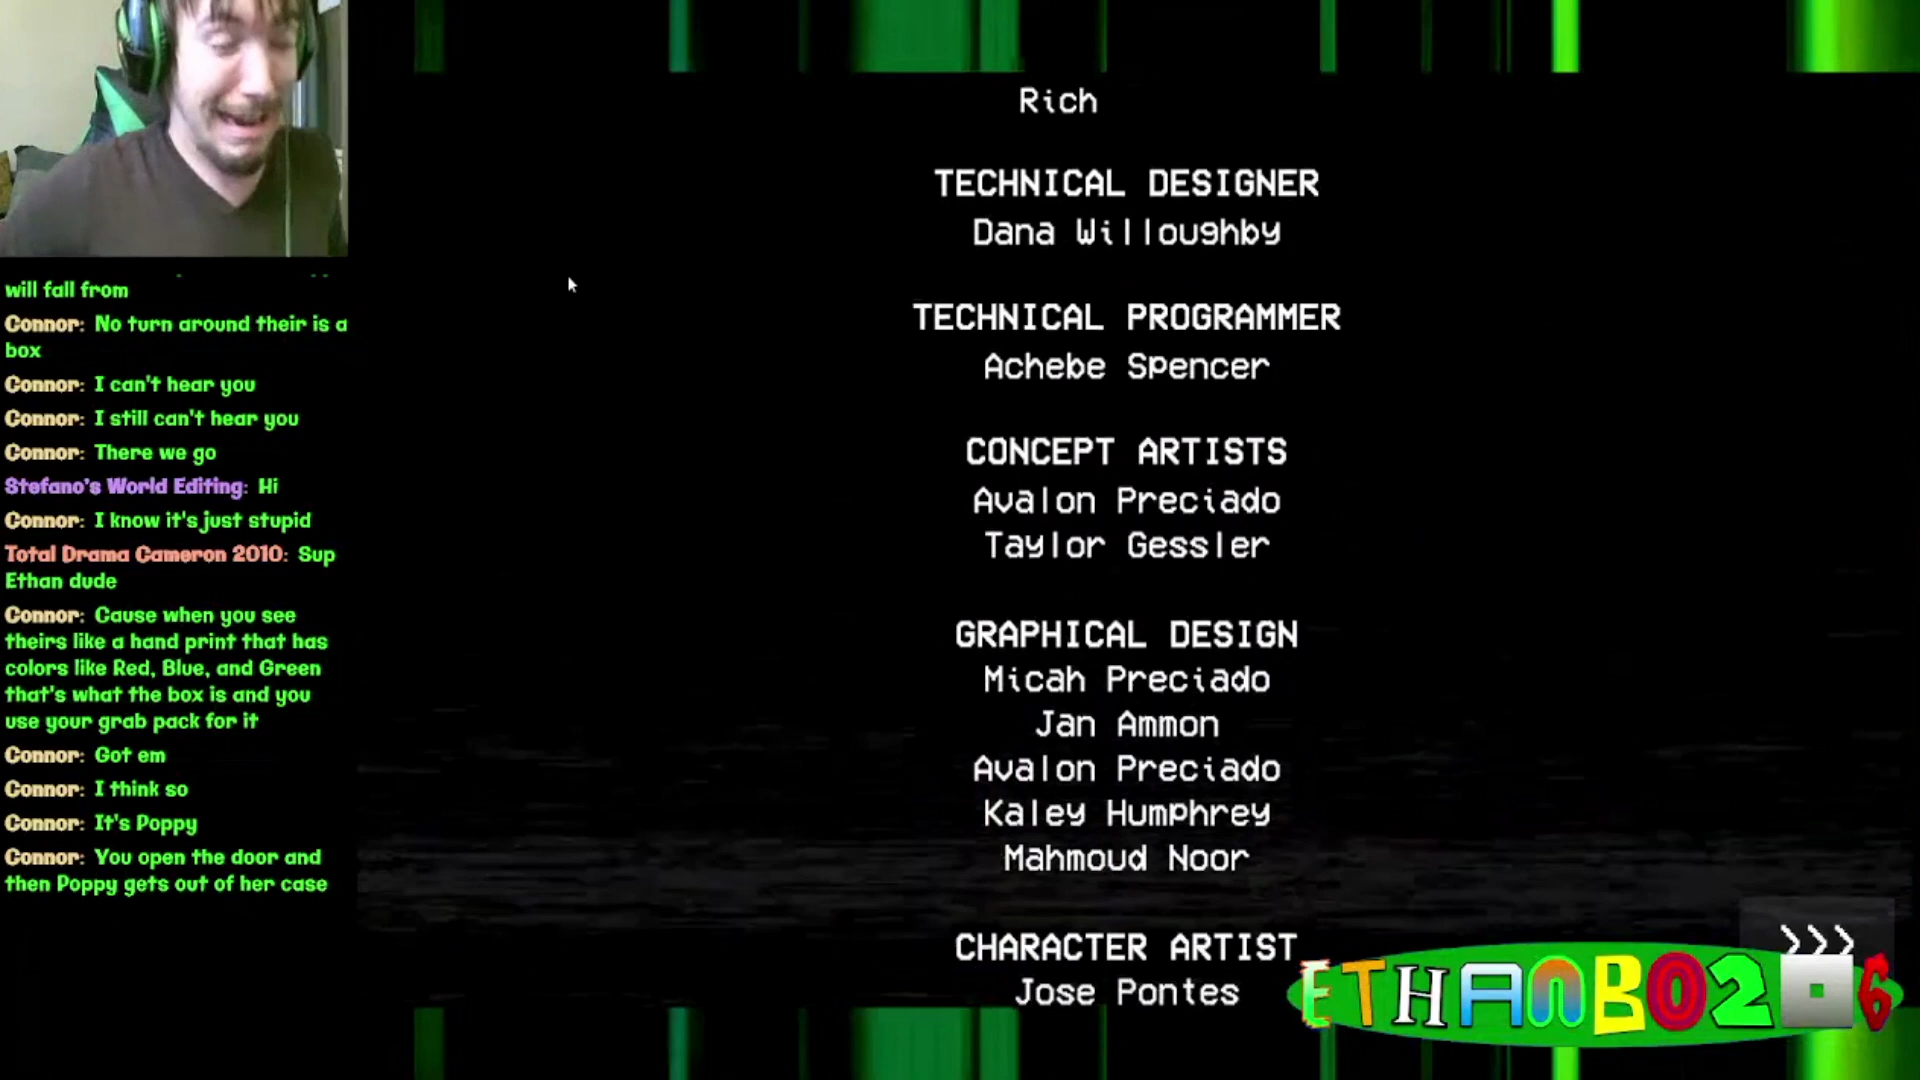 will fall from
Connor: No turn around their is a
box
Connor: I can't hear you
Connor: I still can't hear you
Connor: There we go
Stefano's World Editing: Hi
Connor: I know it's just stupid
Total Drama Cameron 2010: Sup
Ethan dude
Connor: Cause when you see
theirs like a hand print that has
colors like Red, Blue, and Green
that's what the box is and you
use your grab pack for it
Connor: Got em
Connor: I think so
Connor: It's Poppy
Connor: You open the door and
then Poppy gets out of her case
Rich
TECHNICAL DESIGNER
Dana Willoughby
TECHNICAL PROGRAMMER
Achebe Spencer
CONCEPT ARTISTS
Avalon Preciado
Taylor Gessler
GRAPHICAL DESIGN
Micah Preciado
Jan Ammon
Avalon Preciado
Kaley Humphrey
Mahmoud Noor
CHARACTER ARTIST
Jose Pontes
>>>
ETHANBO206